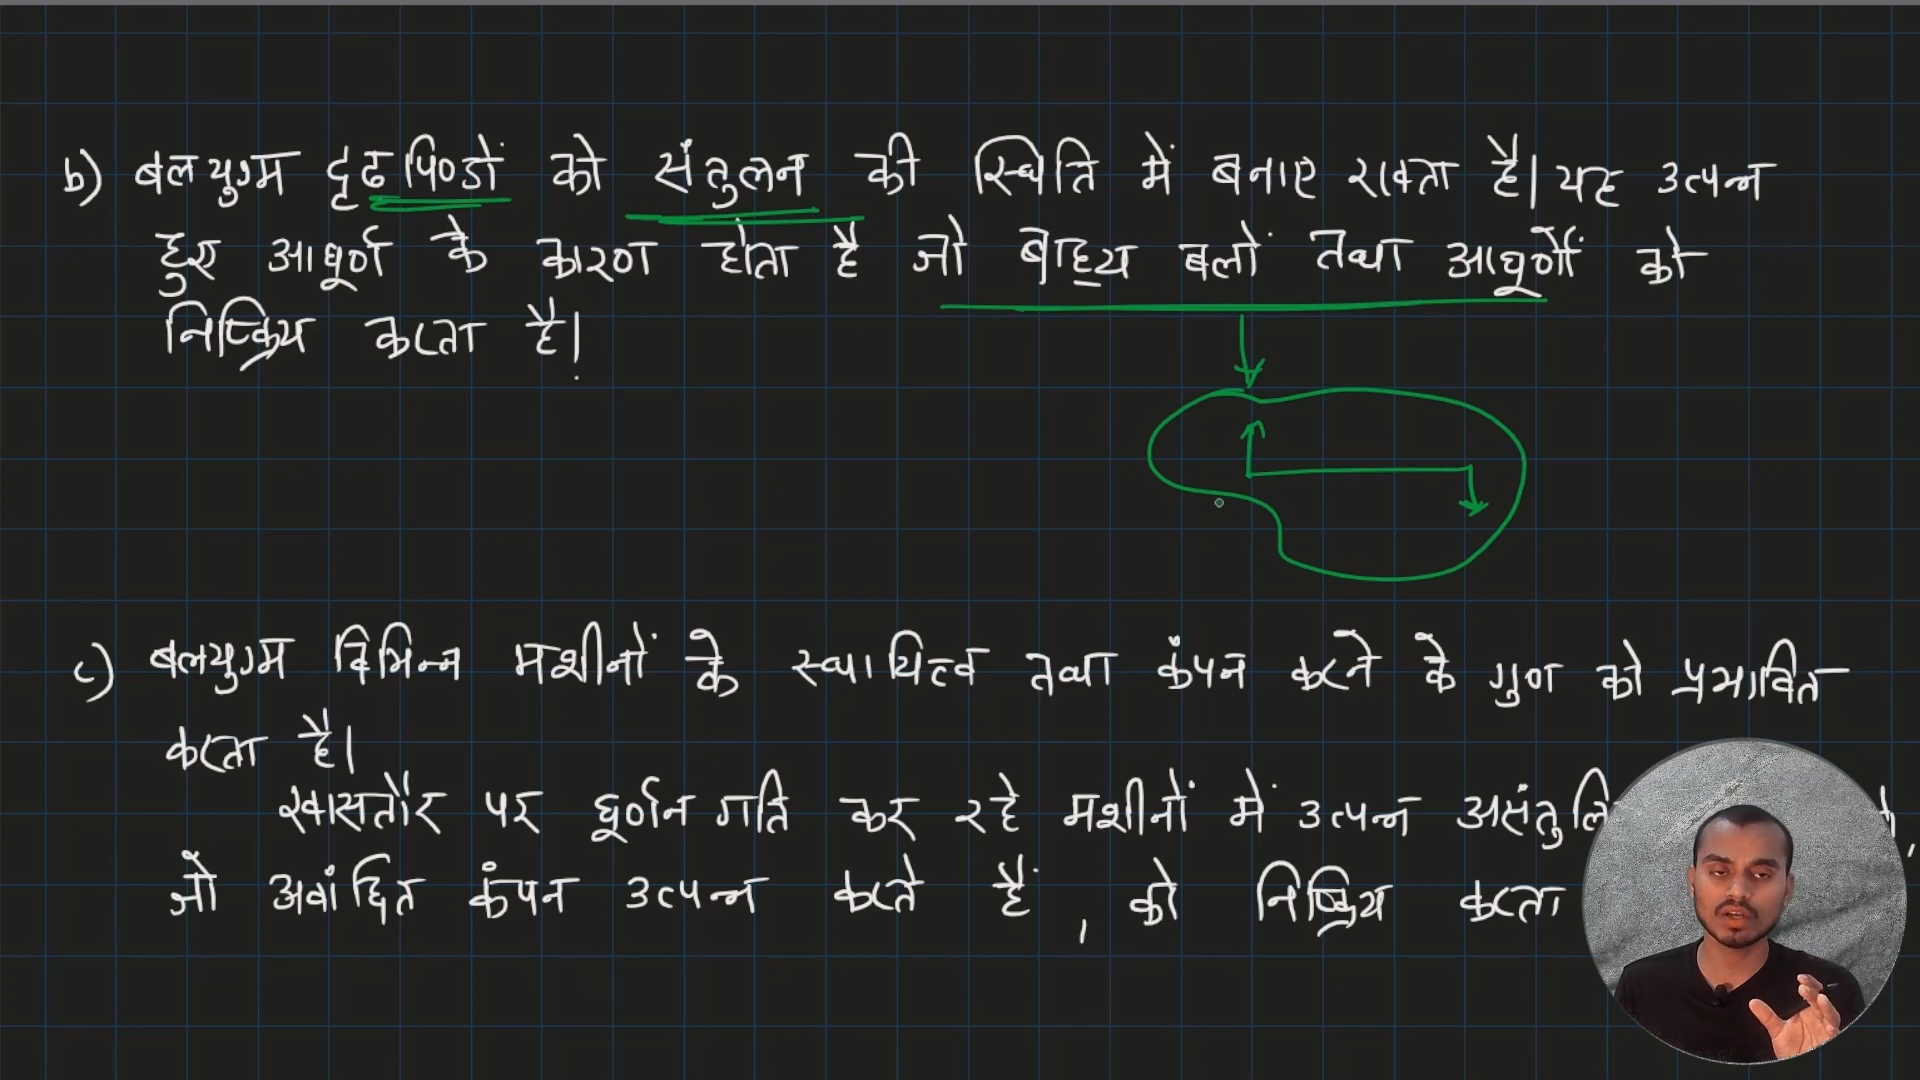 b) बलयुग्म दृढ पिण्डों को संतुलन की स्थिति में बनाए रखता है। यह उत्पन्न
हुए आघूर्ण के कारण होता है जो बाह्य बलों तथा आघूर्णों को
निष्क्रिय करता है।
c) बलयुग्म विभिन्न मशीनों के स्थायित्व तथा कंपन करने के गुण को प्रभावित
करता है।
खासतौर पर घूर्णन गति कर रहे मशीनों में उत्पन्न
जो अवांछित कंपन उत्पन्न करते हैं, को निष्क्रिय करता